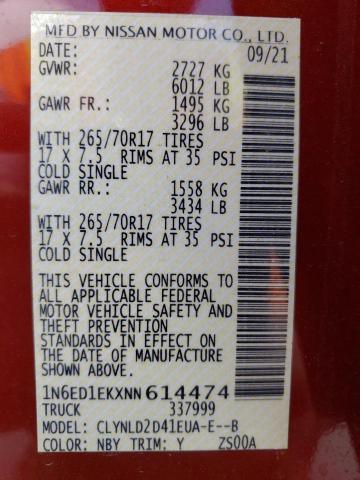 MFD BY NISSAN MOTOR CO., LTD.
DATE: 09/21
GVWR: 2727 KG
6012 LB
GAWR FR.: 1495 KG
3296 LB
WITH 265/70R17 TIRES
17 X 7.5 RIMS AT 35 PSI
COLD SINGLE
GAWR RR.: 1558 KG
3434 LB
WITH 265/70R17 TIRES
17 X 7.5 RIMS AT 35 PSI
COLD SINGLE
THIS VEHICLE CONFORMS TO
ALL APPLICABLE FEDERAL
MOTOR VEHICLE SAFETY AND
THEFT PREVENTION
STANDARDS IN EFFECT ON
THE DATE OF MANUFACTURE
SHOWN ABOVE.
1N6ED1EKXNN614474
TRUCK 337999
MODEL: CLYNLD2D41EUA-E--B
COLOR: NBY TRIM: Y ZS00A